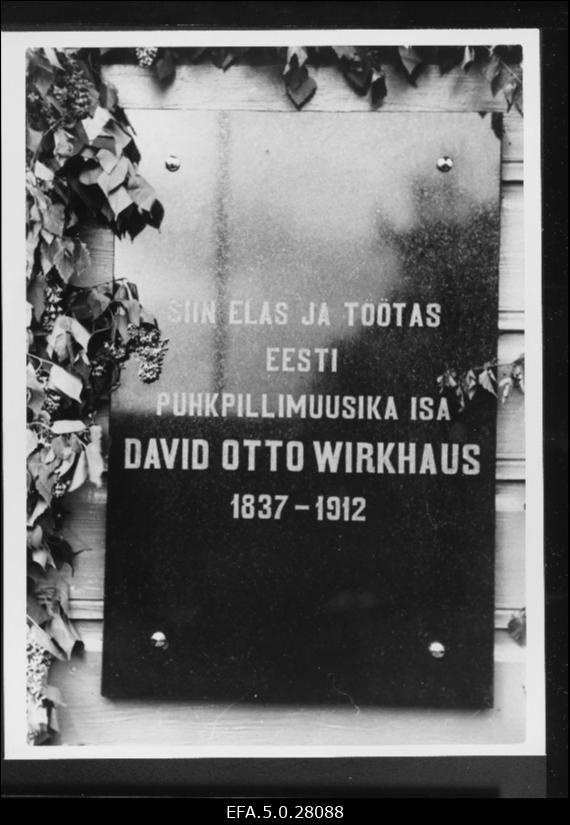 SIIN ELAS JA TÖÖTAS
EESTI
PUHKPILLIMUUSIKA ISA
DAVID OTTO WIRKHAUS
1837 – 1912
EFA.5.0.28088